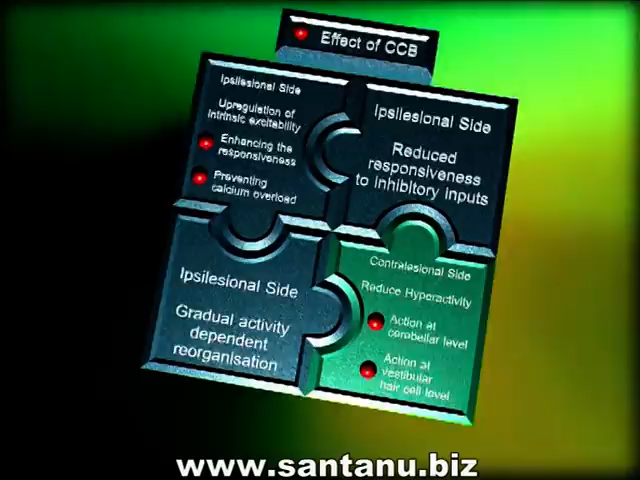 Effect of CCB
Ipsilesional Side
Upregulation of
intrinsic excitability
Enhancing the
responsiveness
Preventing
calcium overload
Ipsilesional Side
Reduced
responsiveness
to inhibitory inputs
Ipsilesional Side
Gradual activity
dependent
reorganisation
Contralesional Side
Reduce Hyperactivity
Action at
cerebellar level
Action at
vestibular
hair cell level
www.santanu.biz